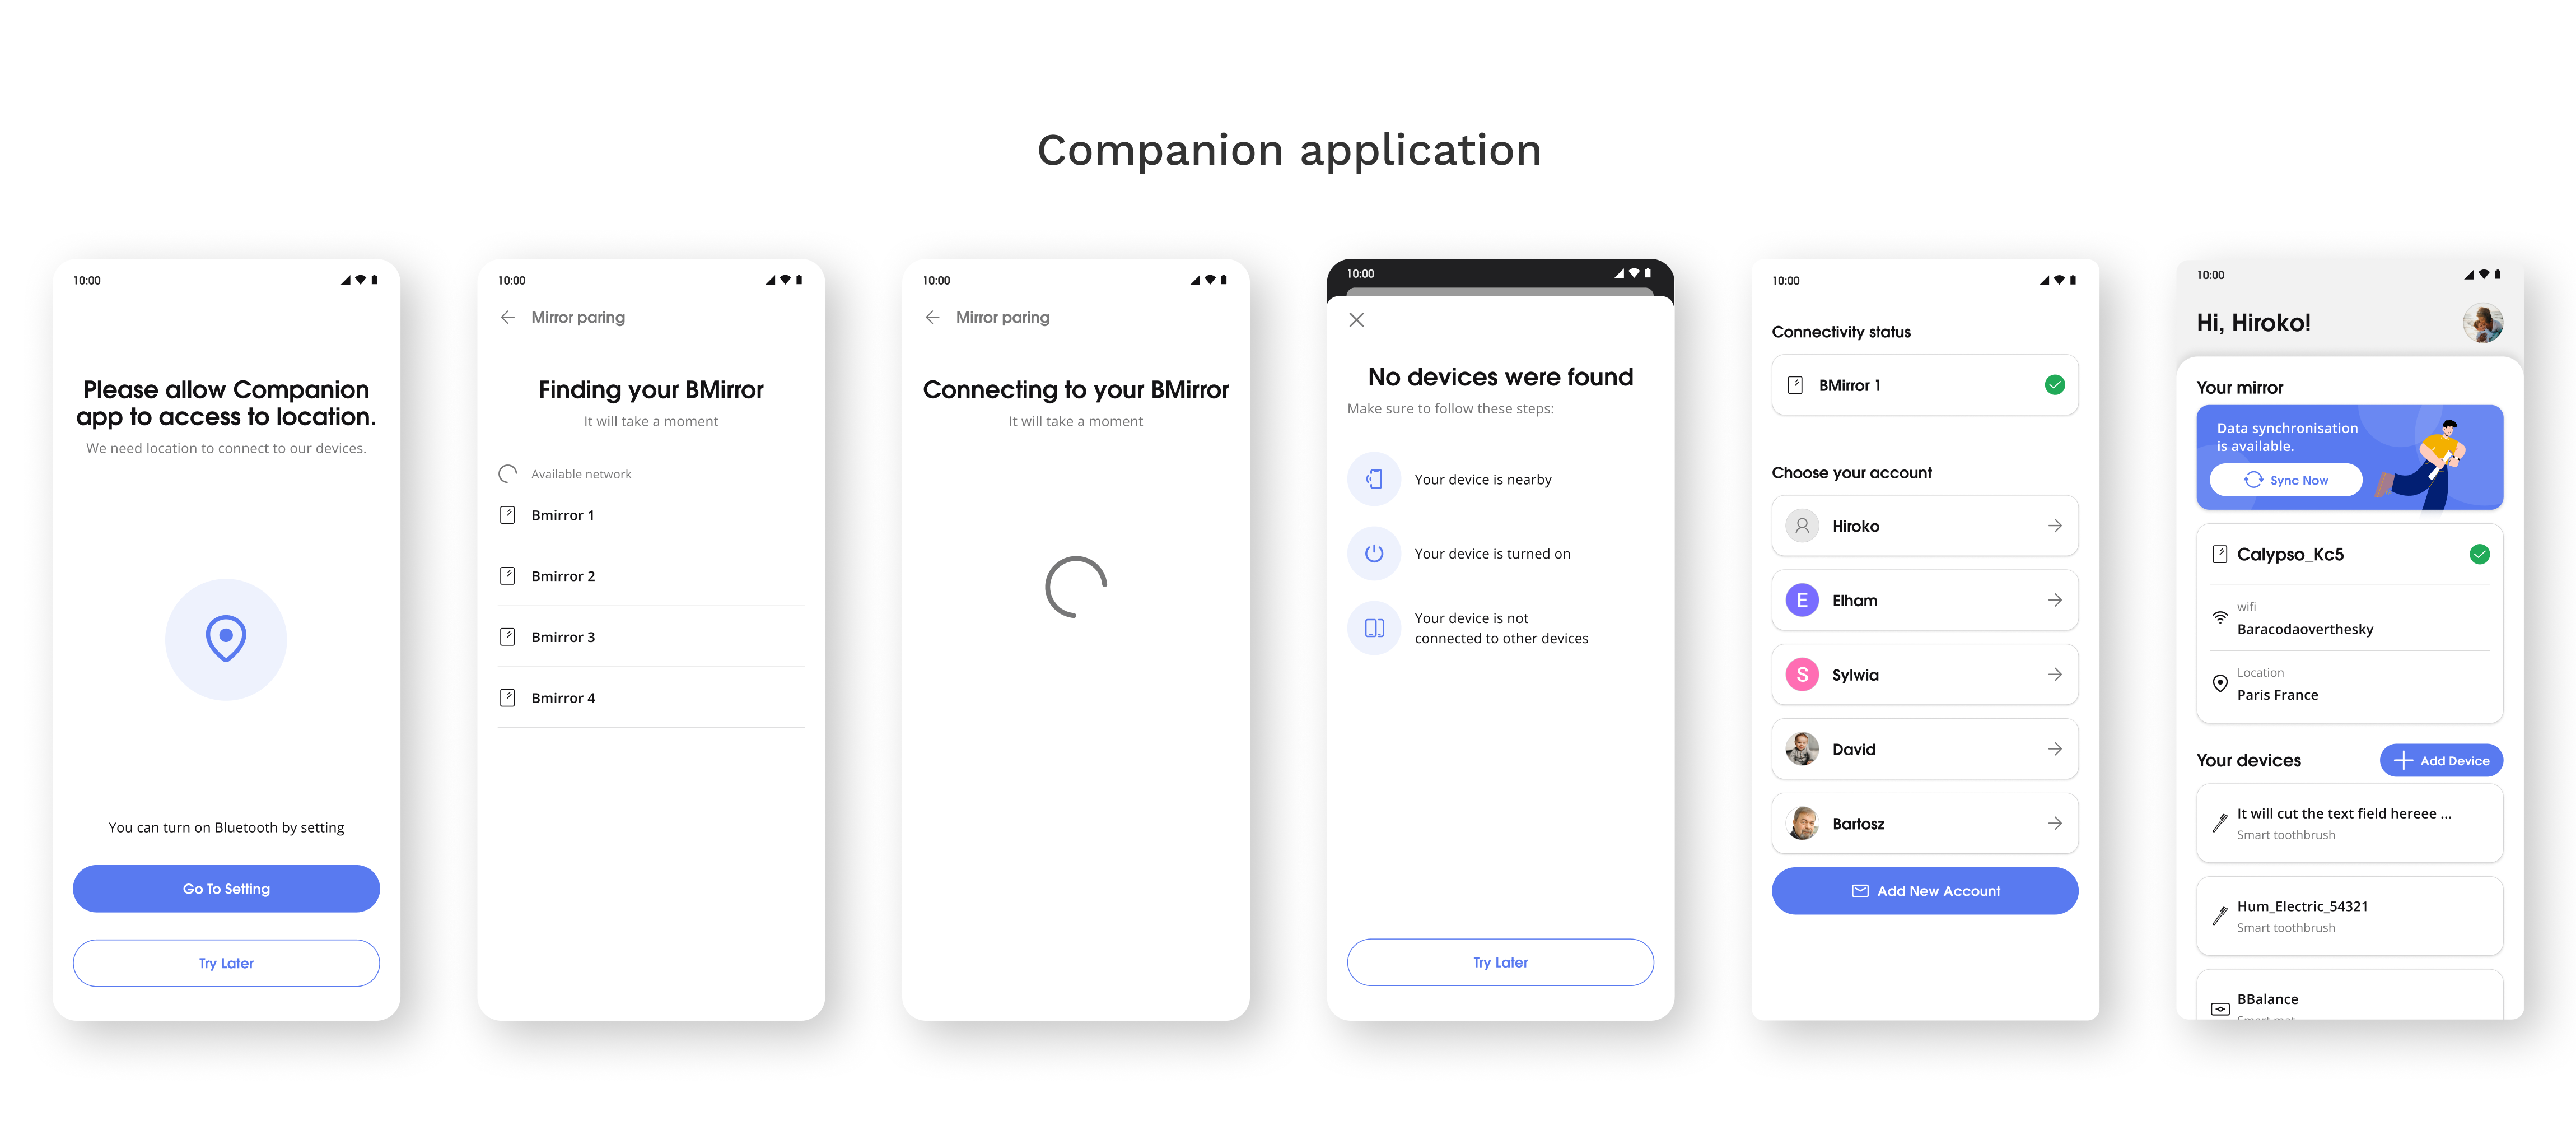 Companion application
10:00
Please allow Companion
app to access to location.
We need location to connect to our devices.
You can turn on Bluetooth by setting
Go To Setting
Try Later
10:00
Mirror paring
Finding your BMirror
It will take a moment
Available network
Bmirror 1
Bmirror 2
Bmirror 3
Bmirror 4
10:00
Mirror paring
Connecting to your BMirror
It will take a moment
10:00
No devices were found
Make sure to follow these steps:
Your device is nearby
Your device is turned on
Your device is not
connected to other devices
Try Later
10:00
Connectivity status
BMirror 1
Choose your account
Hiroko
E
Elham
S
Sylwia
David
Bartosz
Add New Account
10:00
Hi, Hiroko!
Your mirror
Data synchronisation
is available.
Sync Now
Calypso_Kc5
wifi
Baracodaoverthesky
Location
Paris France
Your devices
Add Device
It will cut the text field hereee ...
Smart toothbrush
Hum_Electric_54321
Smart toothbrush
BBalance